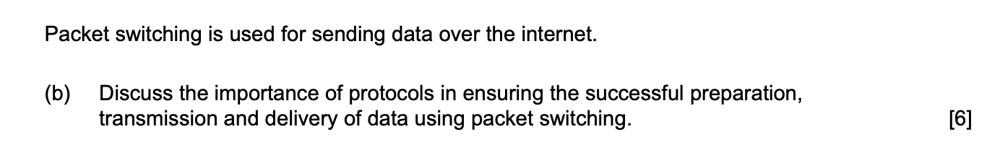 Packet switching is used for sending data over the internet.
(b) Discuss the importance of protocols in ensuring the successful preparation,
transmission and delivery of data using packet switching. [6]